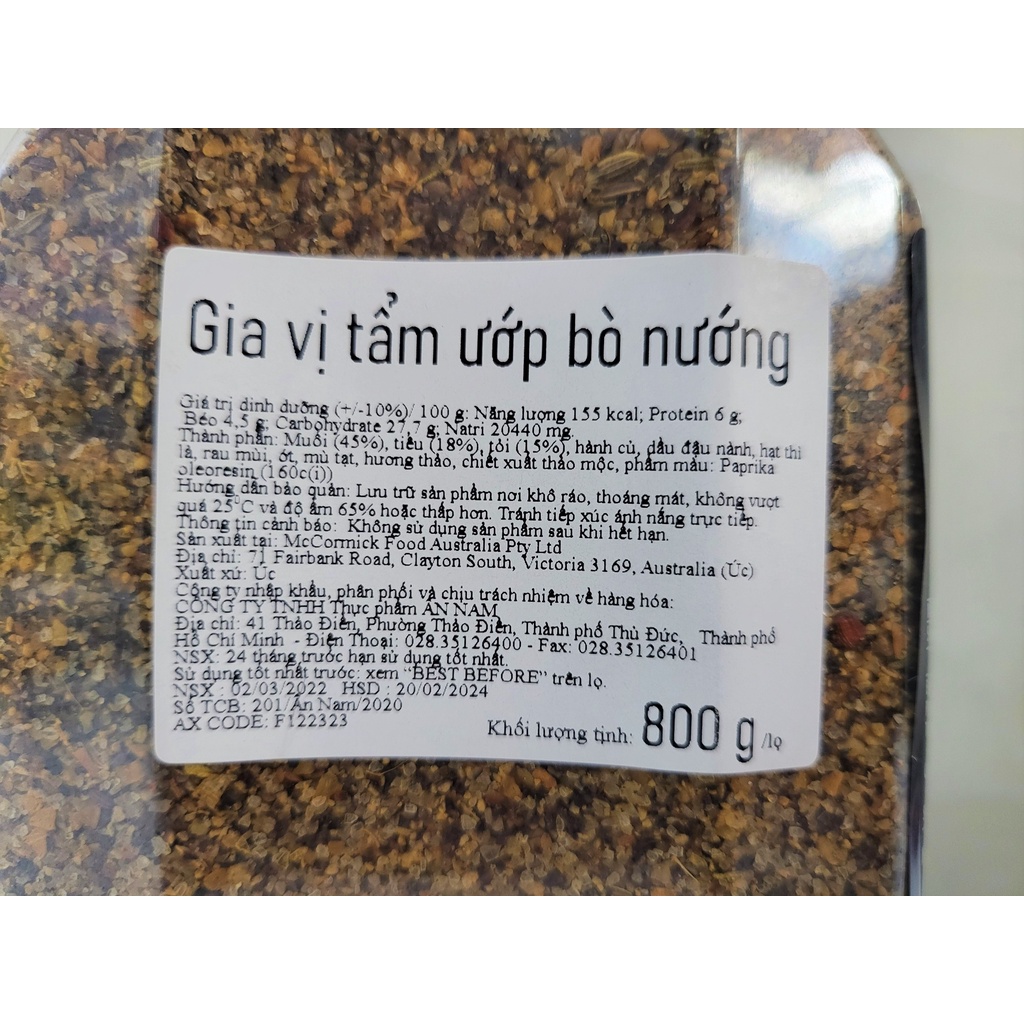 Gia vị tẩm ướp bò nướng
Giá trị dinh dưỡng (+/-10%)/ 100 g: Năng lượng 155 kcal; Protein 6 g;
Béo 4,5 g; Carbohydrate 27,7 g; Natri 20440 mg.
Thành phần: Muối (45%), tiêu (18%), tỏi (15%), hành củ, dầu đậu nành, hạt thì
là, rau mùi, ớt, mù tạt, hương thảo, chiết xuất thảo mộc, phẩm màu: Paprika
oleoresin (160c(i))
Hướng dẫn bảo quản: Lưu trữ sản phẩm nơi khô ráo, thoáng mát, không vượt
quá 25°C và độ ẩm 65% hoặc thấp hơn. Tránh tiếp xúc ánh nắng trực tiếp.
Thông tin cảnh báo: Không sử dụng sản phẩm sau khi hết hạn.
Sản xuất tại: McCormick Food Australia Pty Ltd
Địa chỉ: 71 Fairbank Road, Clayton South, Victoria 3169, Australia (Úc)
Xuất xứ: Úc
Công ty nhập khẩu, phân phối và chịu trách nhiệm về hàng hóa:
CÔNG TY TNHH Thực phẩm AN NAM
Địa chỉ: 41 Thảo Điền, Phường Thảo Điền, Thành phố Thủ Đức, Thành phố
Hồ Chí Minh - Điện Thoại: 028.35126400 - Fax: 028.35126401
NSX: 24 tháng trước hạn sử dụng tốt nhất.
Sử dụng tốt nhất trước: xem "BEST BEFORE" trên lọ.
NSX : 02/03/2022 HSD : 20/02/2024
Số TCB: 201/An Nam/2020
AX CODE: F122323
Khối lượng tịnh: 800 g /lọ